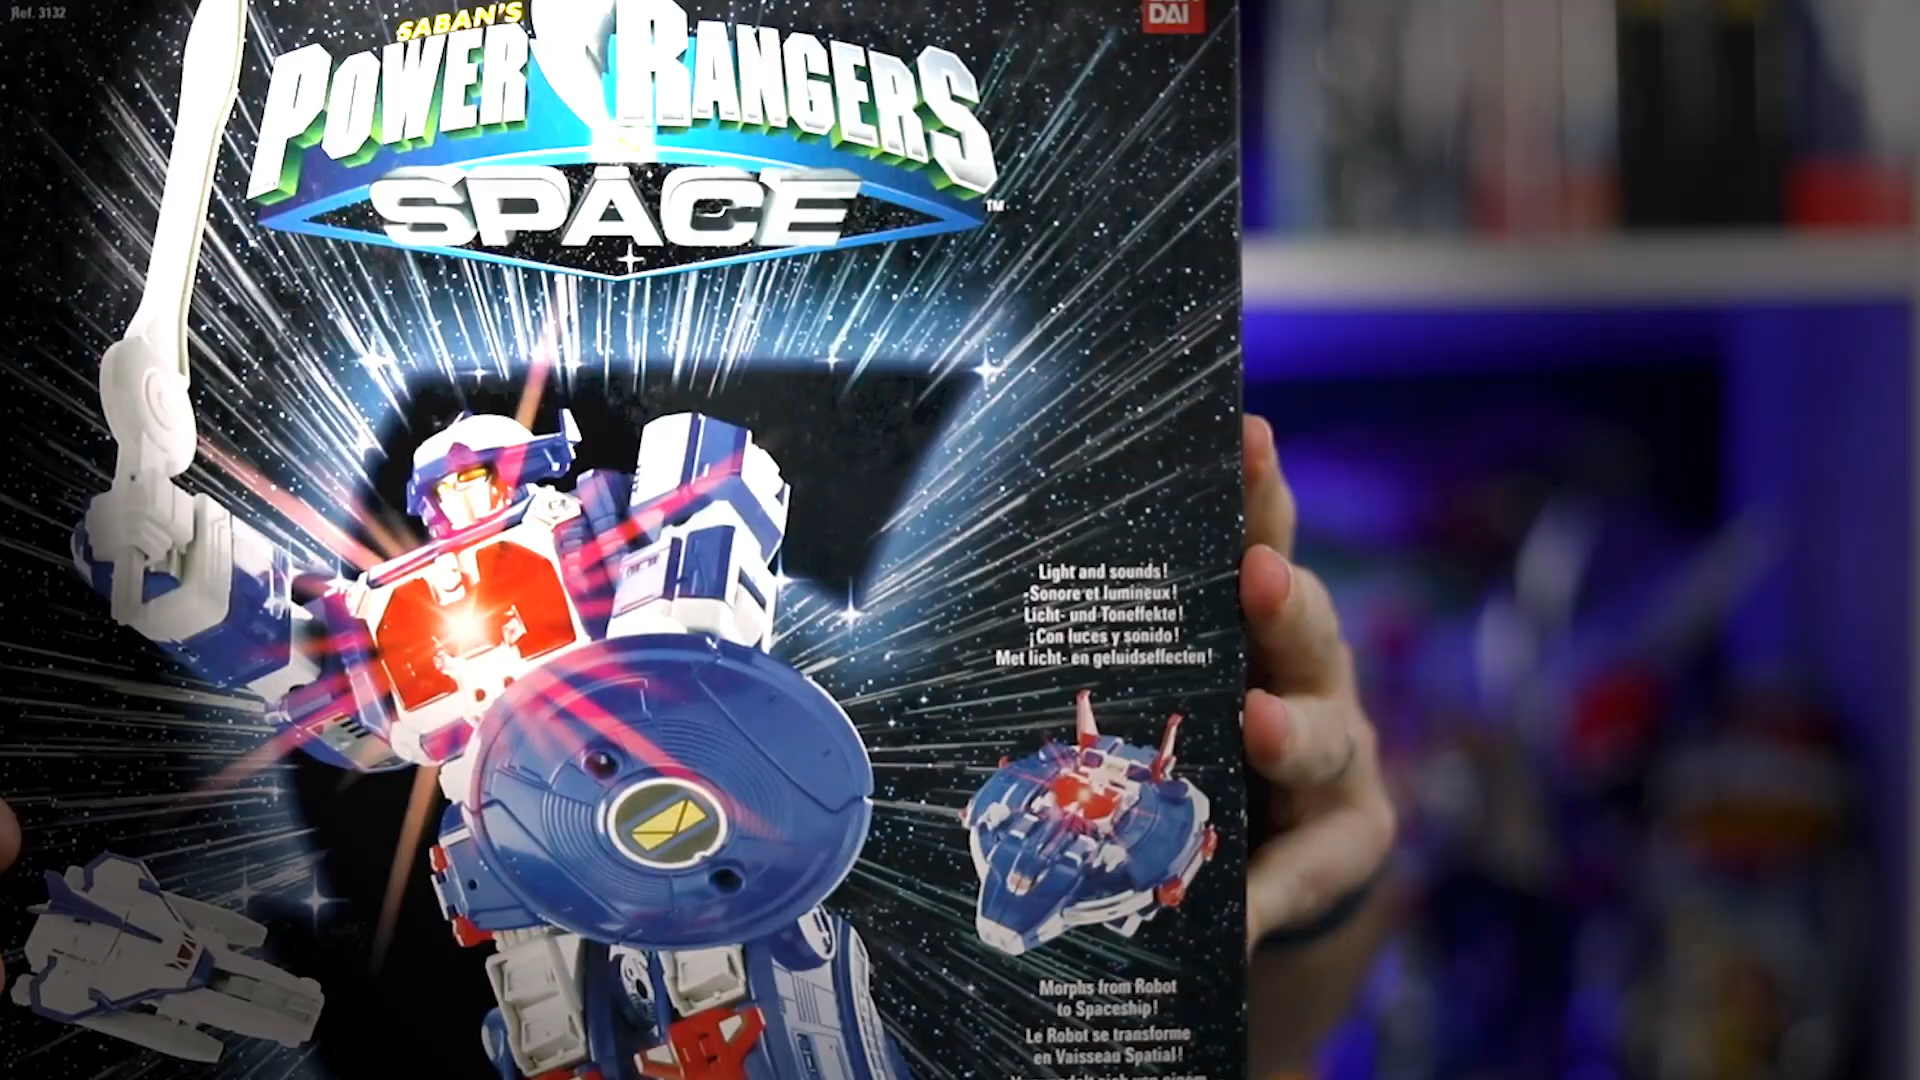 Ref. 3132
SABAN'S
POWER RANGERS
SPACE
TM
DAI
Light and sounds!
Sonore et lumineux!
Licht- und Toneffekte!
¡Con luces y sonido!
Met licht- en geluidseffecten!
Morphs from Robot
to Spaceship!
Le Robot se transforme
en Vaisseau Spatial!